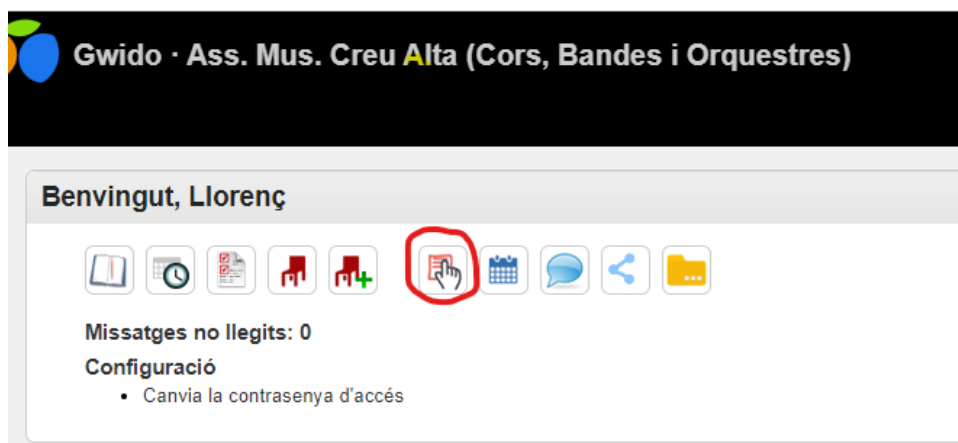 Gwido · Ass. Mus. Creu Alta (Cors, Bandes i Orquestres)
Benvingut, Llorenç
Missatges no llegits: 0
Configuració
• Canvia la contrasenya d'accés